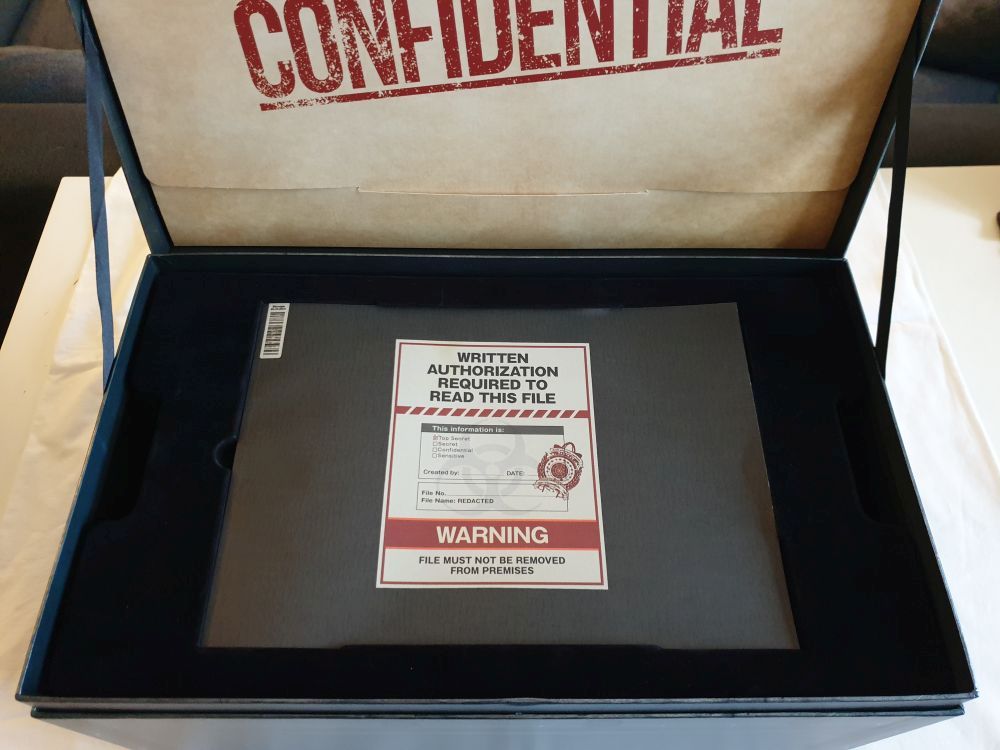 CONFIDENTIAL
WRITTEN
AUTHORIZATION
REQUIRED TO
READ THIS FILE
This information is:
Top Secret
Secret
Confidential
Sensitive
Created by:
DATE:
File No.
File Name: REDACTED
WARNING
FILE MUST NOT BE REMOVED
FROM PREMISES